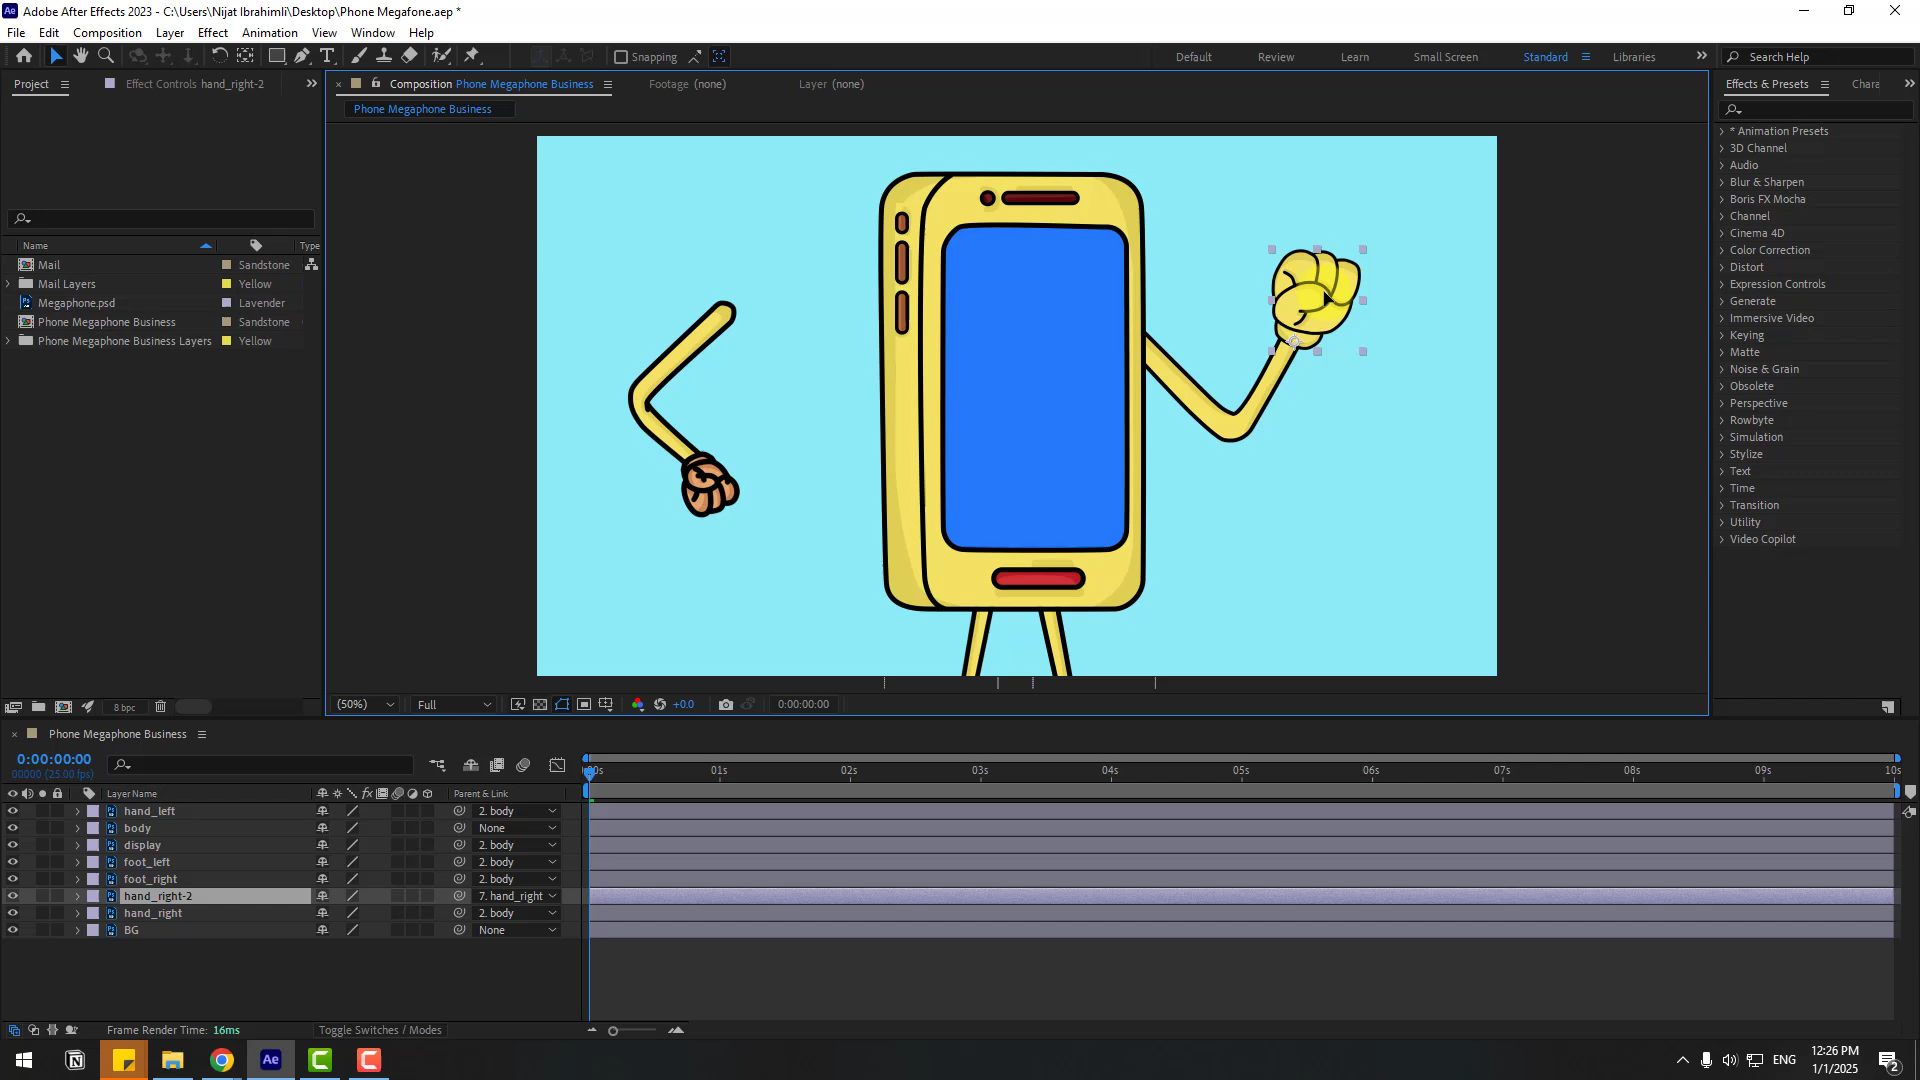 Adobe After Effects 2023 - C:\Users\Nijat Ibrahimli\Desktop\Phone Megafone.aep *
File Edit Composition Layer Effect Animation View Window Help
Snapping
Default Review Learn Small Screen Standard Libraries
Search Help
Project
Effect Controls hand_right-2
Composition Phone Megaphone Business
Footage (none)
Layer (none)
Phone Megaphone Business
Name Type
Mail Sandstone
Mail Layers Yellow
Megaphone.psd Lavender
Phone Megaphone Business Sandstone
Phone Megaphone Business Layers Yellow
8 bpc
(50%) Full +0.0 0:00:00:00
Effects & Presets Chara
* Animation Presets
3D Channel
Audio
Blur & Sharpen
Boris FX Mocha
Channel
Cinema 4D
Color Correction
Distort
Expression Controls
Generate
Immersive Video
Keying
Matte
Noise & Grain
Obsolete
Perspective
Rowbyte
Simulation
Stylize
Text
Time
Transition
Utility
Video Copilot
Phone Megaphone Business
0:00:00:00
00000 (25.00 fps)
00s 01s 02s 03s 04s 05s 06s 07s 08s 09s 10s
Layer Name Parent & Link
hand_left 2. body
body None
display 2. body
foot_left 2. body
foot_right 2. body
hand_right-2 7. hand_right
hand_right 2. body
BG None
Frame Render Time: 16ms
Toggle Switches / Modes
ENG
12:26 PM
1/1/2025
2